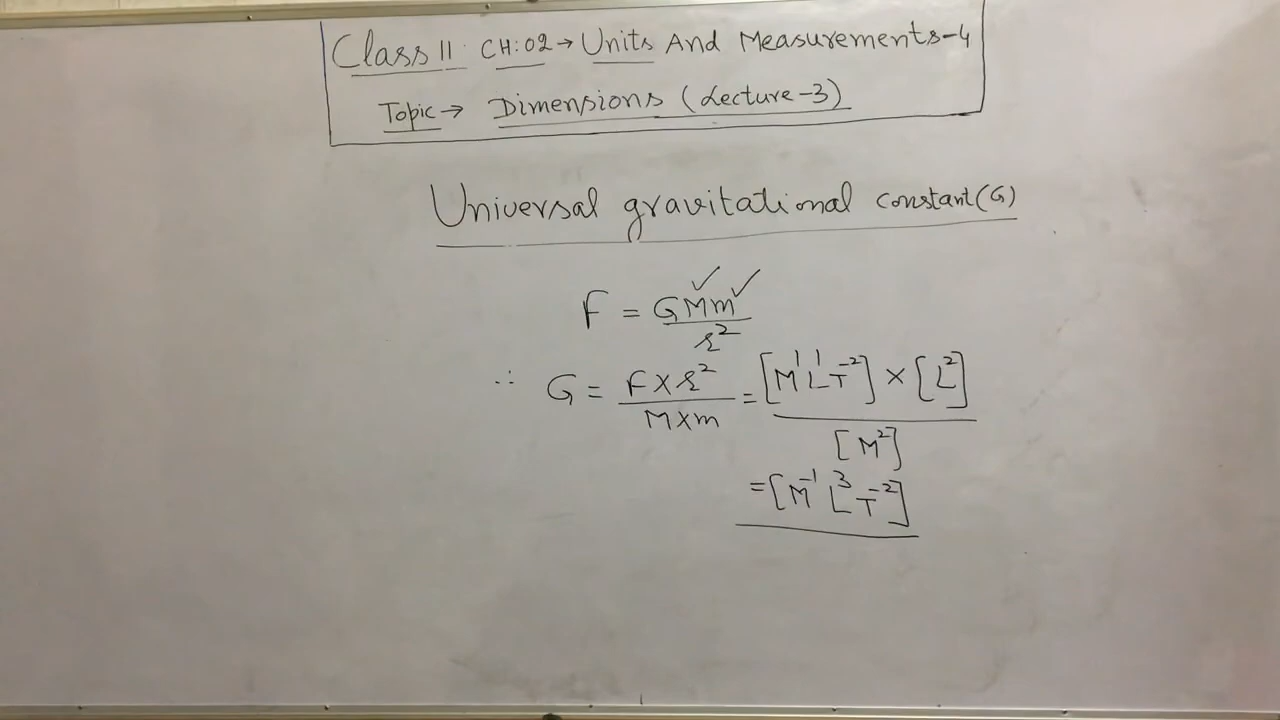 Class 11 CH:02→ Units And Measurements-4
Topic→ Dimensions (Lecture-3)
Universal gravitational constant(G)
F = GMm/r²
∴ G = F×r²/M×m = [M¹L¹T⁻²] × [L²]/[M²]
= [M⁻¹L³T⁻²]